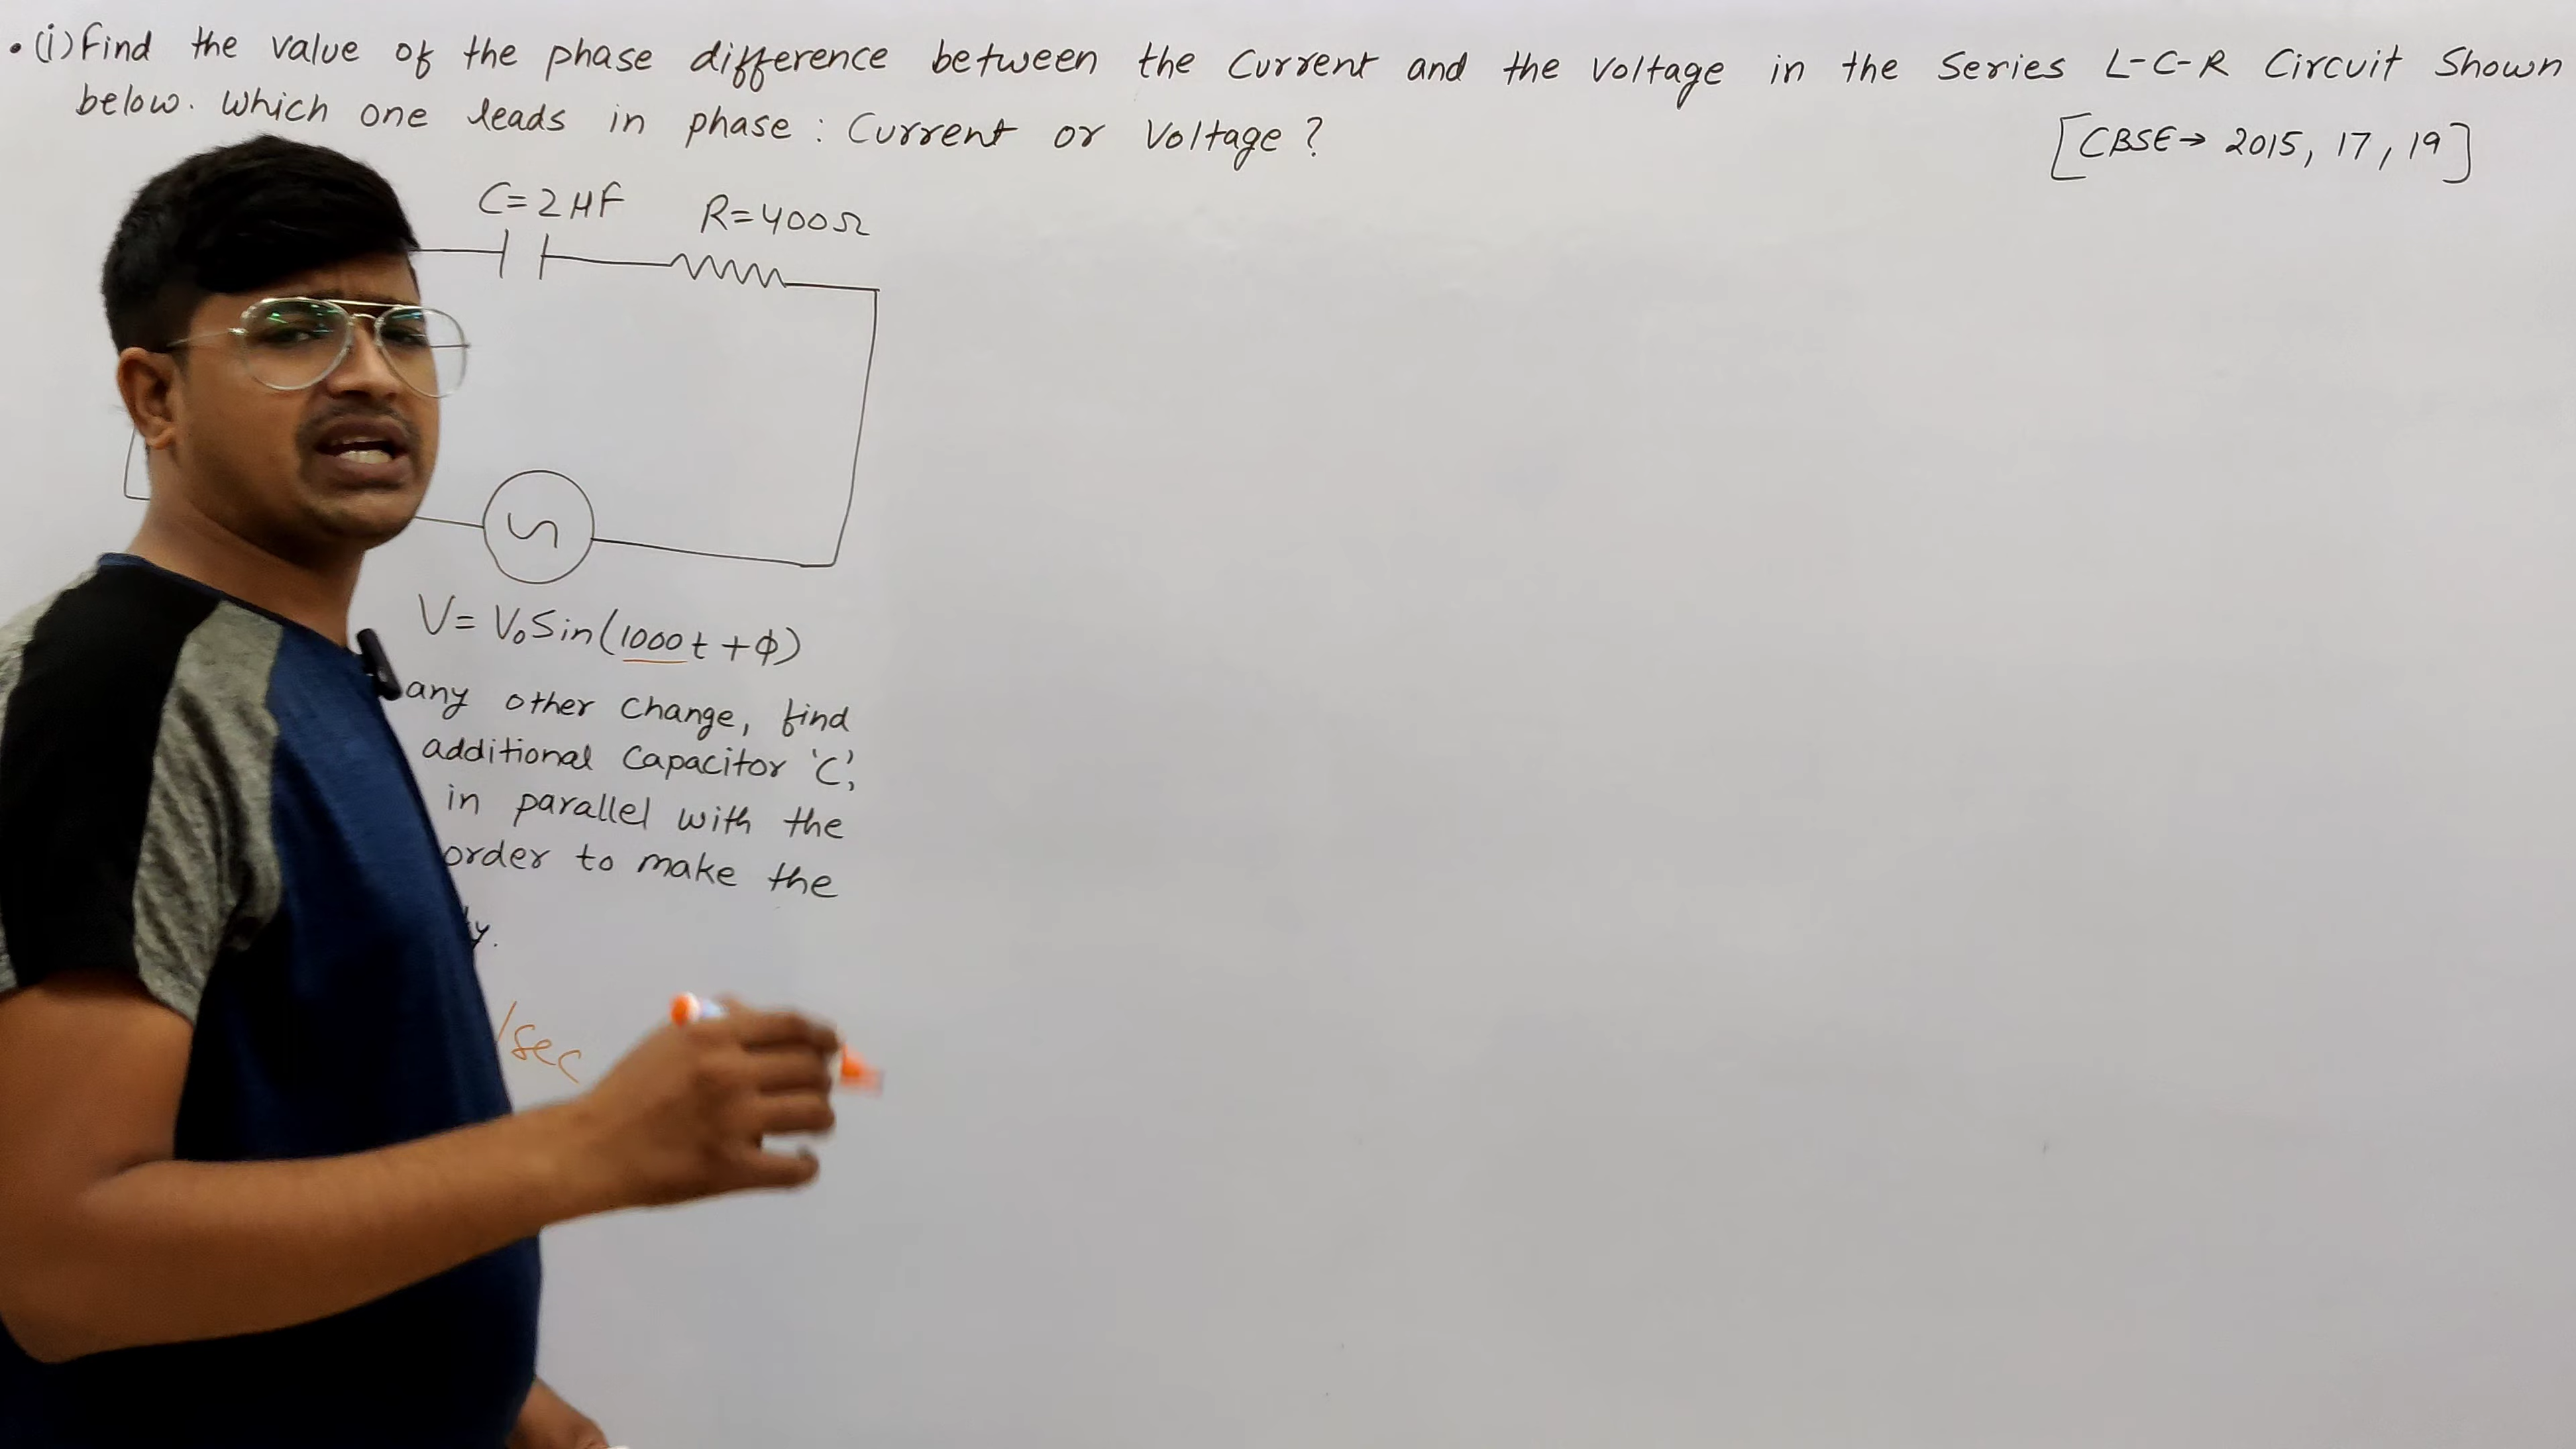 • (i) Find the value of the phase difference between the Current and the Voltage in the Series L-C-R Circuit Shown
below. Which one leads in phase : Current or Voltage ?
[CBSE → 2015, 17, 19]
C = 2 μF
R = 400 Ω
V = V₀ Sin (1000 t + ϕ)
any other Change, find
additional Capacitor 'C',
in parallel with the
order to make the
y.
/sec